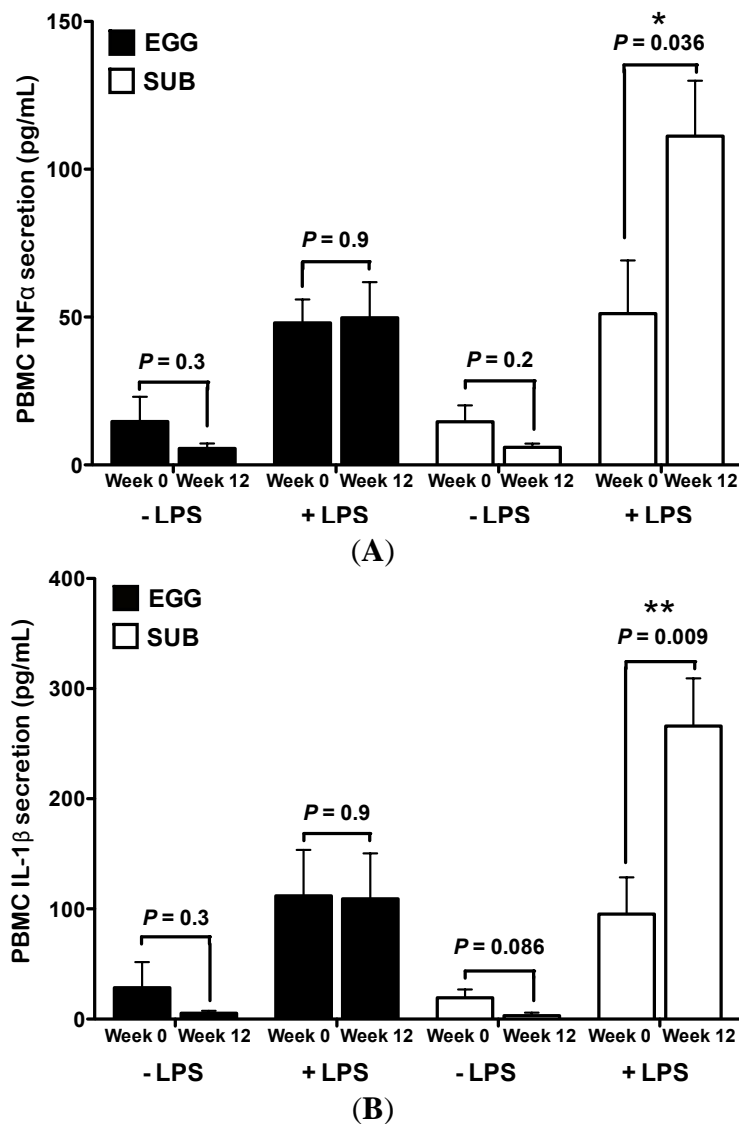 150
EGG
SUB
*
P = 0.036
PBMC TNFα secretion (pg/mL)
100
P = 0.9
50
P = 0.3
P = 0.2
0
Week 0 Week 12 Week 0 Week 12 Week 0 Week 12 Week 0 Week 12
- LPS + LPS - LPS + LPS
(A)
400
EGG
SUB
**
P = 0.009
PBMC IL-1β secretion (pg/mL)
300
200
P = 0.9
100
P = 0.3
P = 0.086
0
Week 0 Week 12 Week 0 Week 12 Week 0 Week 12 Week 0 Week 12
- LPS + LPS - LPS + LPS
(B)